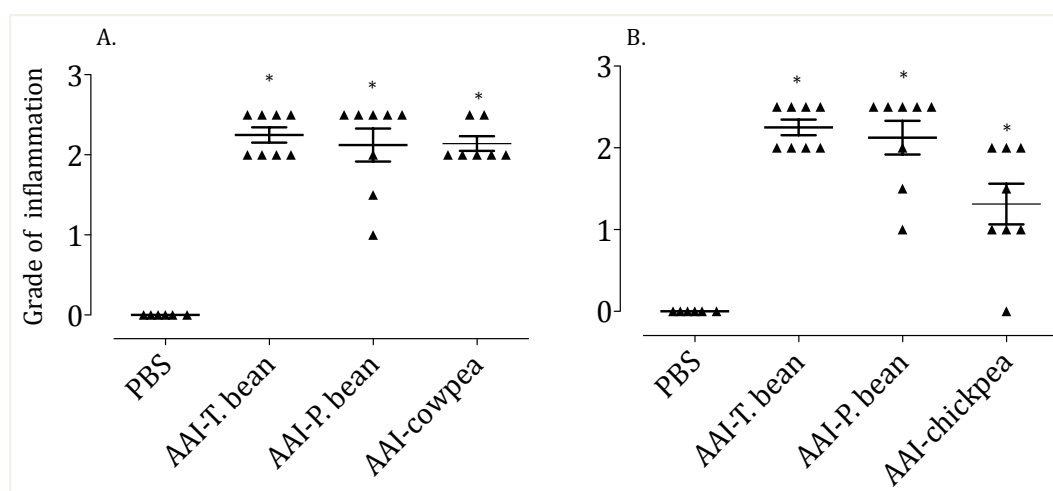 A.
Grade of inflammation
3
2
1
0
*
*
*
PBS
AAI-T. bean
AAI-P. bean
AAI-cowpea
B.
3
2
1
0
*
*
*
PBS
AAI-T. bean
AAI-P. bean
AAI-chickpea